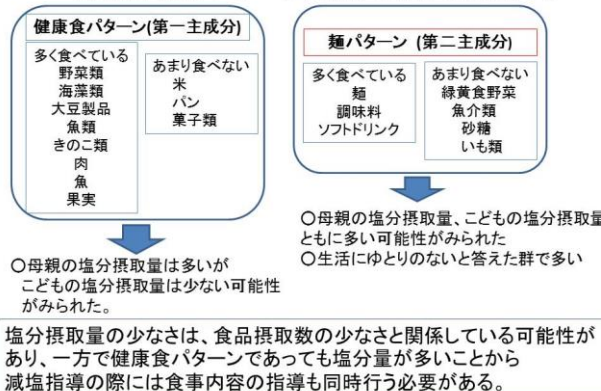 健康食パターン(第一主成分)
多く食べている
野菜類
海藻類
大豆製品
魚類
きのこ類
肉
魚
果実
あまり食べない
米
パン
菓子類
〇母親の塩分摂取量は多いが
こどもの塩分摂取量は少ない可能性
がみられた。
麺パターン (第二主成分)
多く食べている
麺
調味料
ソフトドリンク
あまり食べない
緑黄食野菜
魚介類
砂糖
いも類
〇母親の塩分摂取量、こどもの塩分摂取量
ともに多い可能性がみられた
〇生活にゆとりのないと答えた群で多い
塩分摂取量の少なさは、食品摂取数の少なさと関係している可能性が
あり、一方で健康食パターンであっても塩分量が多いことから
減塩指導の際には食事内容の指導も同時行う必要がある。